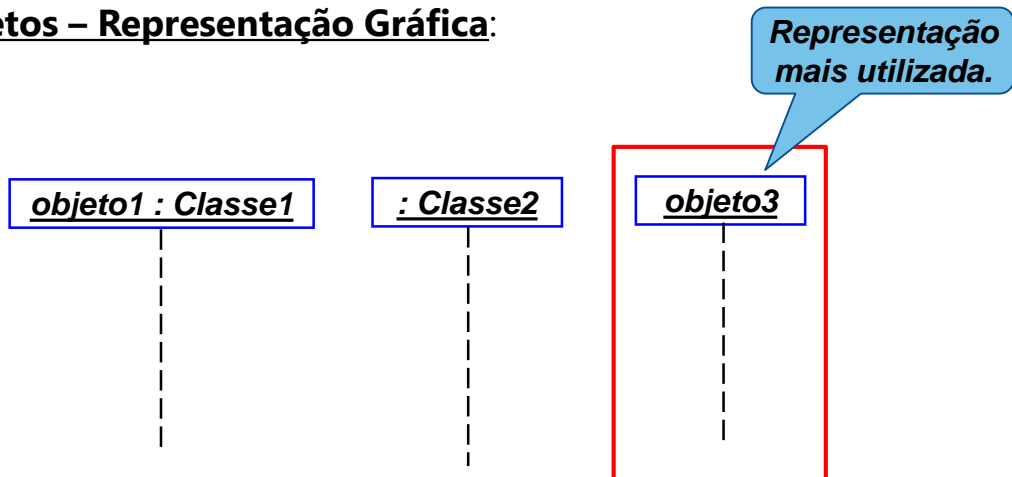 etos – Representação Gráfica:
Representação
mais utilizada.
objeto1 : Classe1
: Classe2
objeto3